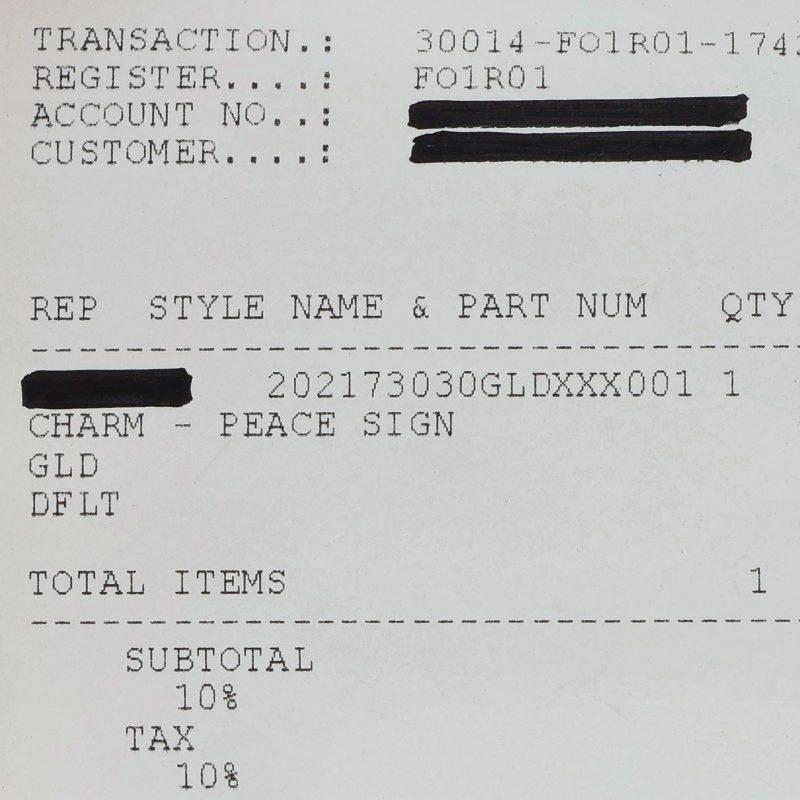 TRANSACTION.: 30014-F01R01-1743
REGISTER....: F01R01
ACCOUNT NO..:
CUSTOMER....:
REP STYLE NAME & PART NUM QTY
202173030GLDXXX001 1
CHARM - PEACE SIGN
GLD
DFLT
TOTAL ITEMS 1
SUBTOTAL
10%
TAX
10%